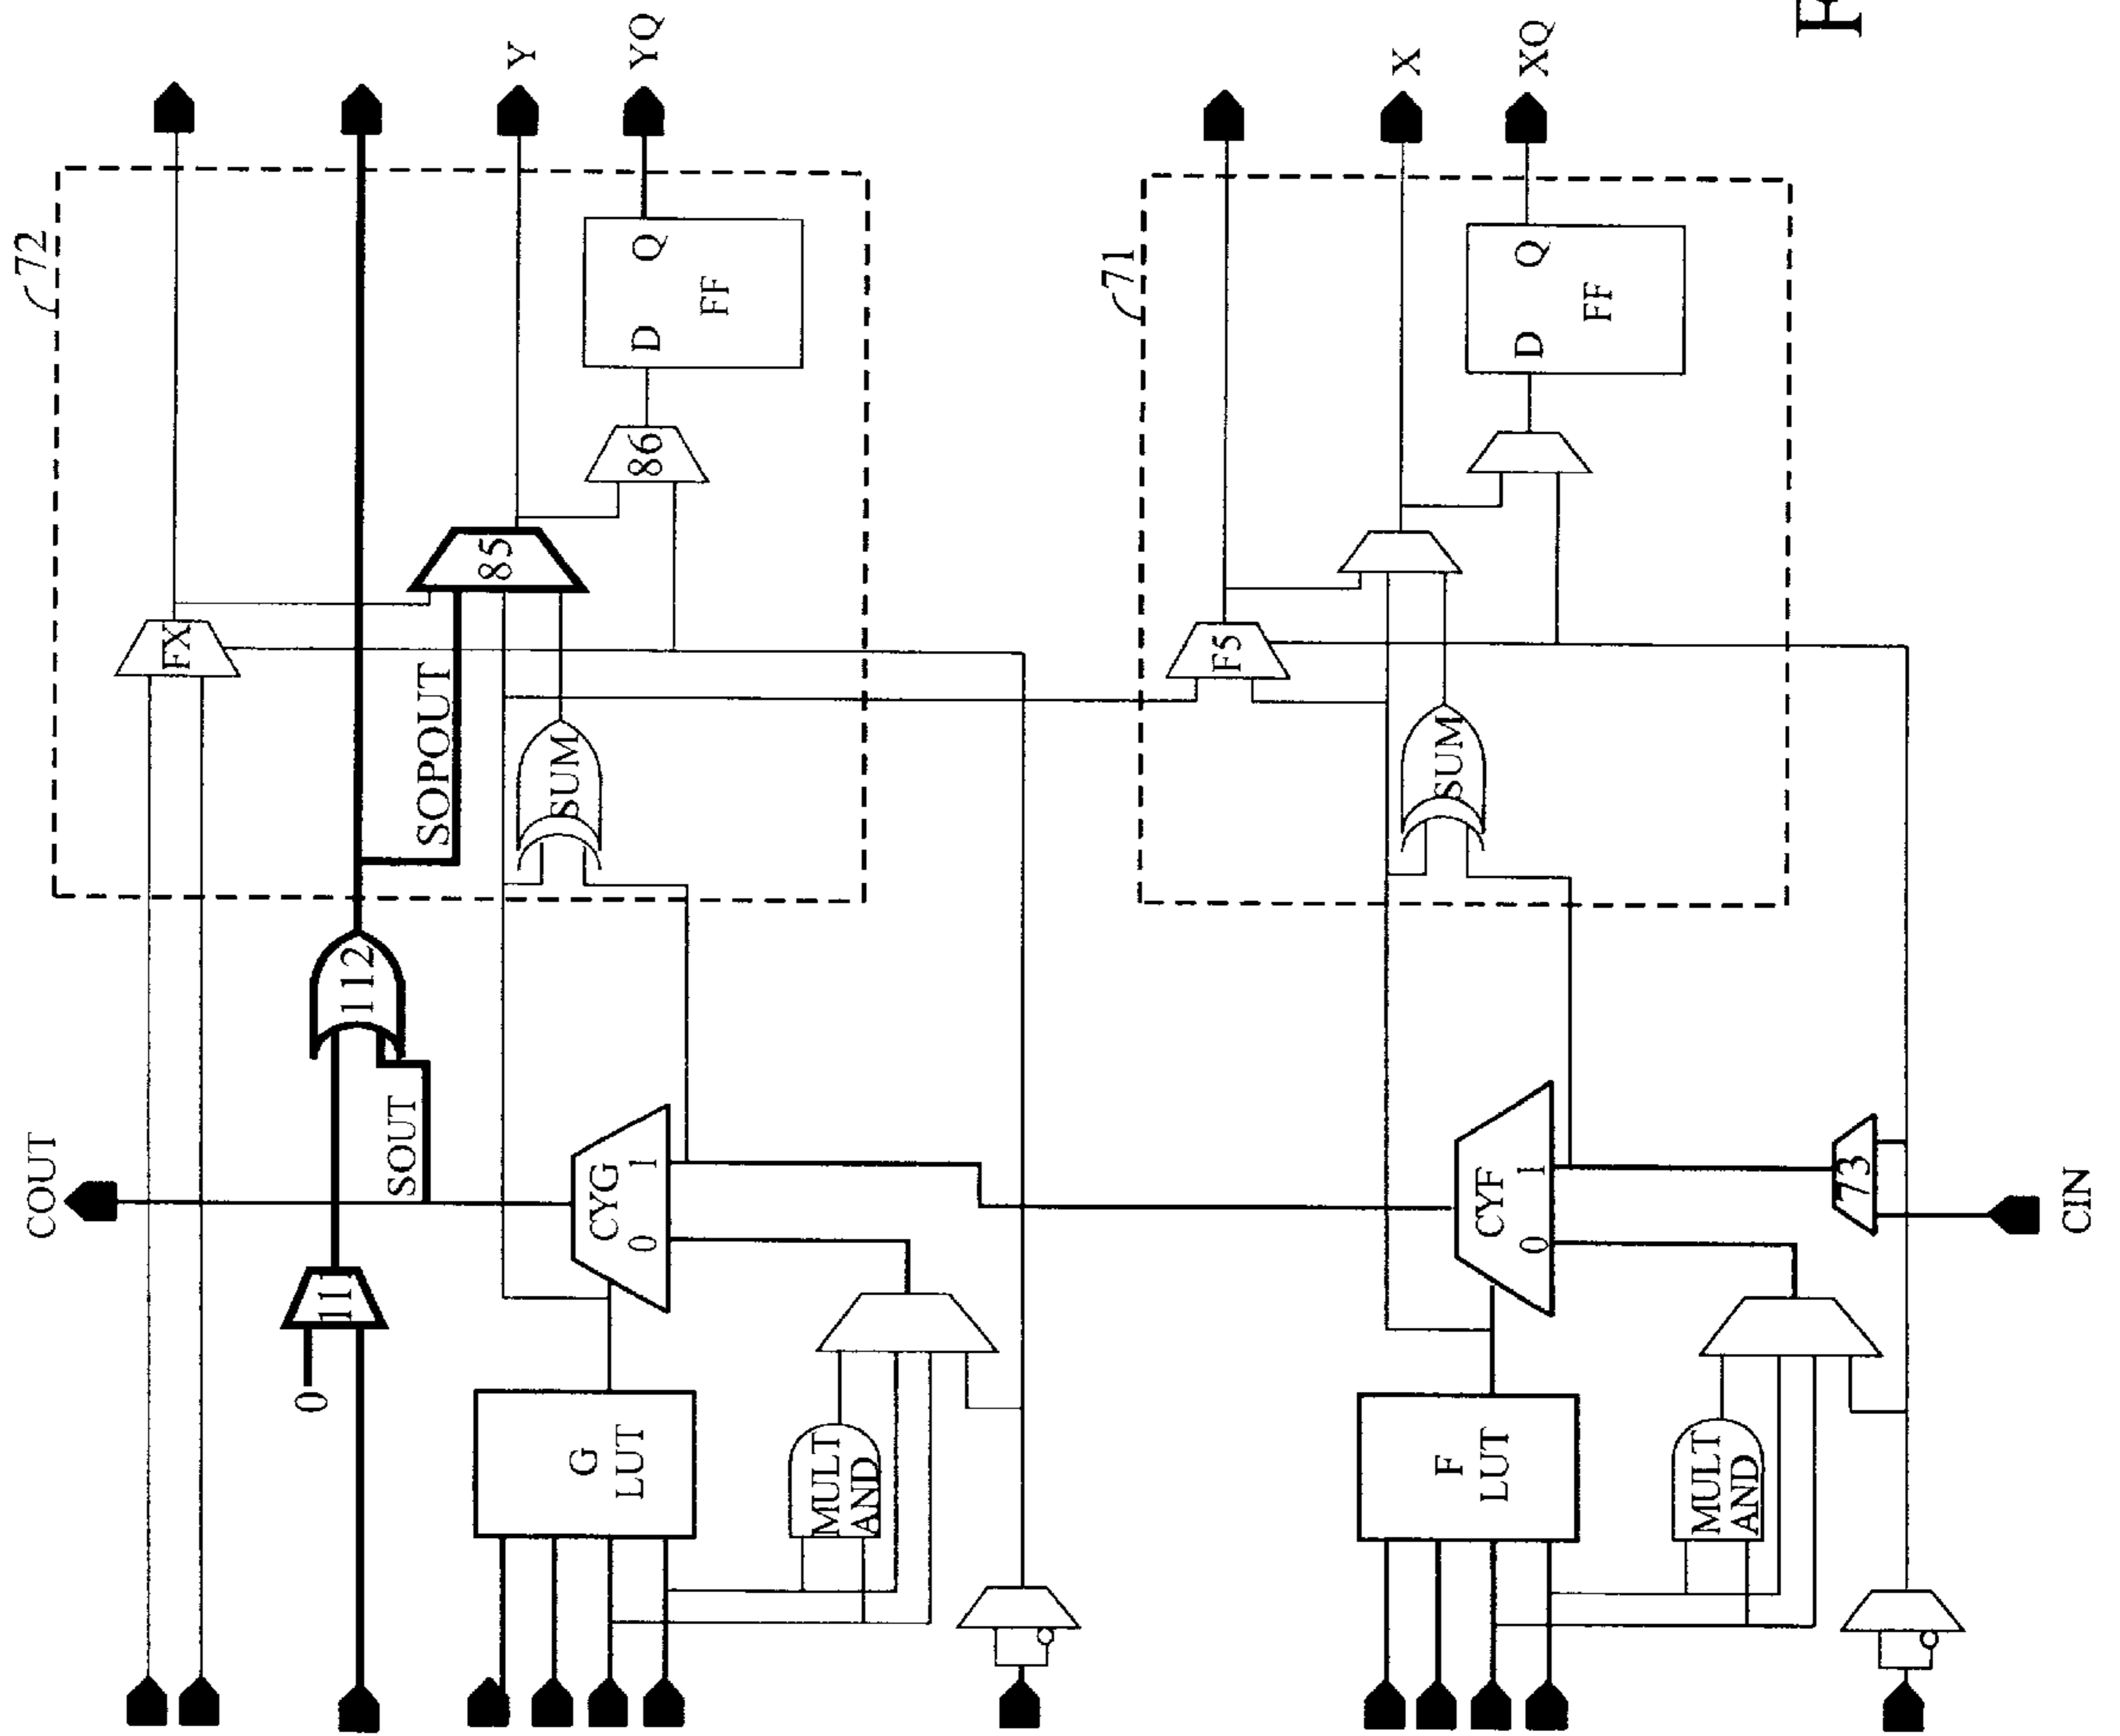 COUT
72
FX
0
11
1112
SOUT
SOPOUT
85
Y
G
LUT
CYG
0 1
SUM
86
D Q
FF
YQ
MULT
AND
71
F5
X
F
LUT
CYF
0 1
SUM
D Q
FF
XQ
MULT
AND
73
CIN